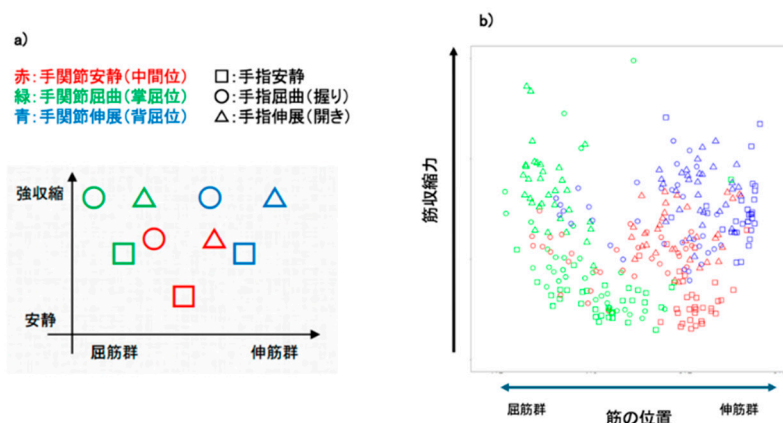 a)
赤：手関節安静（中間位） □：手指安静
緑：手関節屈曲（掌屈位） ○：手指屈曲（握り）
青：手関節伸展（背屈位） △：手指伸展（開き）
強収縮
安静
屈筋群 伸筋群
b)
筋収縮力
屈筋群 伸筋群
筋の位置